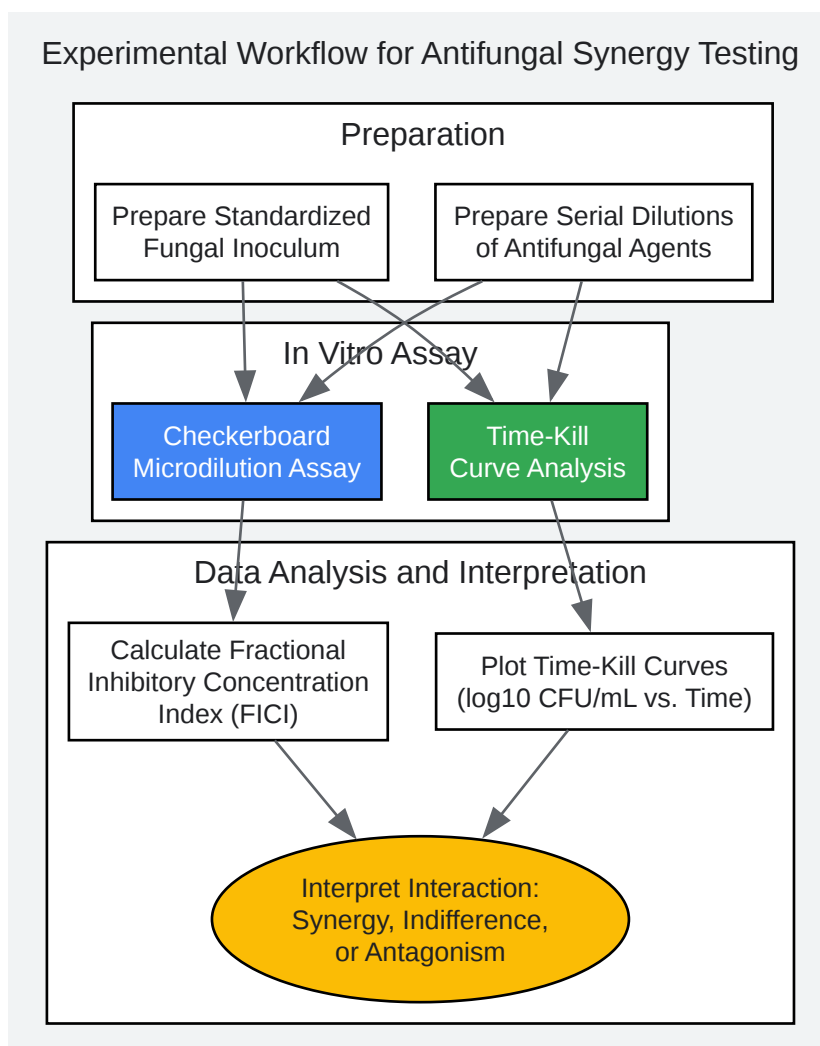 Experimental Workflow for Antifungal Synergy Testing
Preparation
Prepare Standardized
Fungal Inoculum
Prepare Serial Dilutions
of Antifungal Agents
In Vitro Assay
Checkerboard
Microdilution Assay
Time-Kill
Curve Analysis
Data Analysis and Interpretation
Calculate Fractional
Inhibitory Concentration
Index (FICI)
Plot Time-Kill Curves
(log10 CFU/mL vs. Time)
Interpret Interaction:
Synergy, Indifference,
or Antagonism